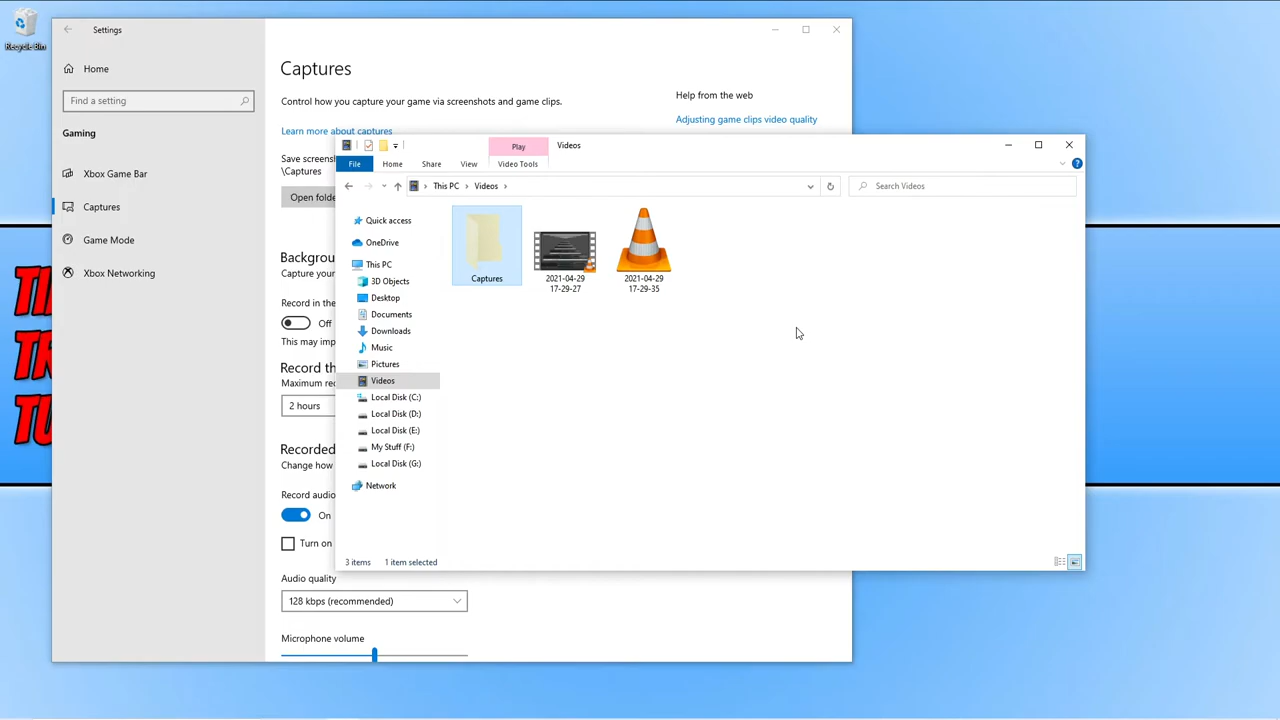 Recycle Bin
Settings
Home
Find a setting
Gaming
Xbox Game Bar
Captures
Game Mode
Xbox Networking
Captures
Control how you capture your game via screenshots and game clips.
Learn more about captures
Save screens
\Captures
Open folde
Backgrou
Capture your
Record in the
Off
This may imp
Record th
Maximum rec
2 hours
Recorded
Change how
Record audio
On
Turn on
Audio quality
128 kbps (recommended)
Microphone volume
Help from the web
Adjusting game clips video quality
Play
Videos
File
Home
Share
View
Video Tools
This PC
Videos
Search Videos
Quick access
OneDrive
This PC
3D Objects
Desktop
Documents
Downloads
Music
Pictures
Videos
Local Disk (C:)
Local Disk (D:)
Local Disk (E:)
My Stuff (F:)
Local Disk (G:)
Network
Captures
2021-04-29
17-29-27
2021-04-29
17-29-35
3 items
1 item selected
TI
TR
TU